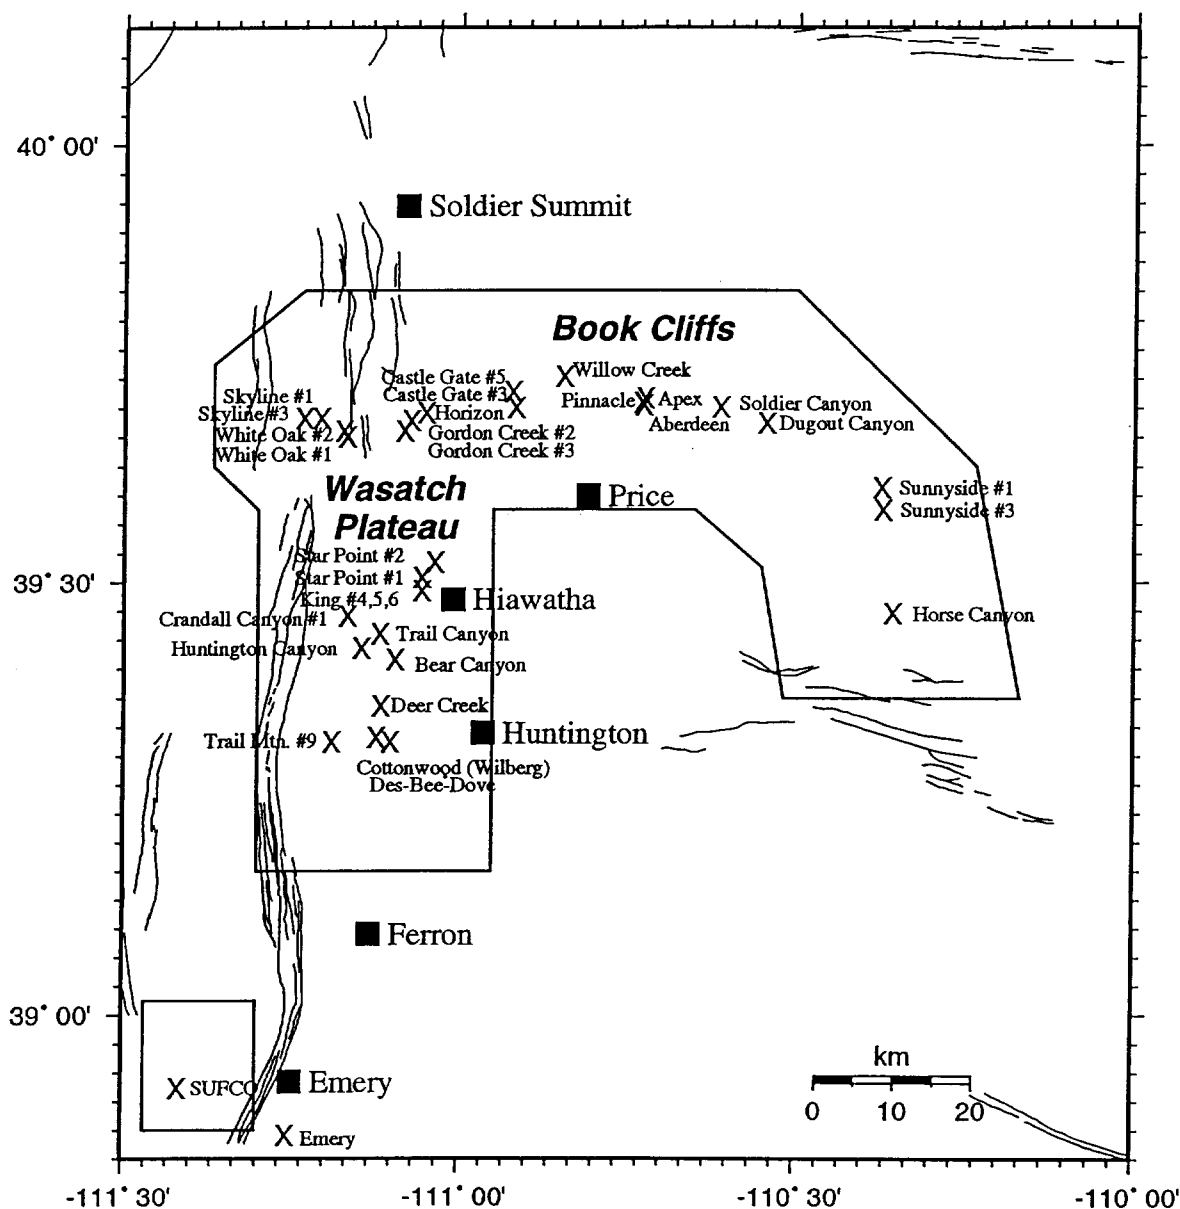 40° 00'
Soldier Summit
Book Cliffs
Willow Creek
Castle Gate #5
Castle Gate #3
Skyline #1
Pinnacle
Apex
Soldier Canyon
Skyline #3
Horizon
Aberdeen
Dugout Canyon
White Oak #2
Gordon Creek #2
White Oak #1
Gordon Creek #3
Wasatch
Plateau
Price
Sunnyside #1
Sunnyside #3
Star Point #2
39° 30'
Star Point #1
King #4,5,6
Hiawatha
Crandall Canyon #1
Horse Canyon
Trail Canyon
Huntington Canyon
Bear Canyon
Deer Creek
Huntington
Trail Mtn. #9
Cottonwood (Wilberg)
Des-Bee-Dove
Ferron
39° 00'
km
SUFCO
Emery
0 10 20
Emery
-111° 30' -111° 00' -110° 30' -110° 00'